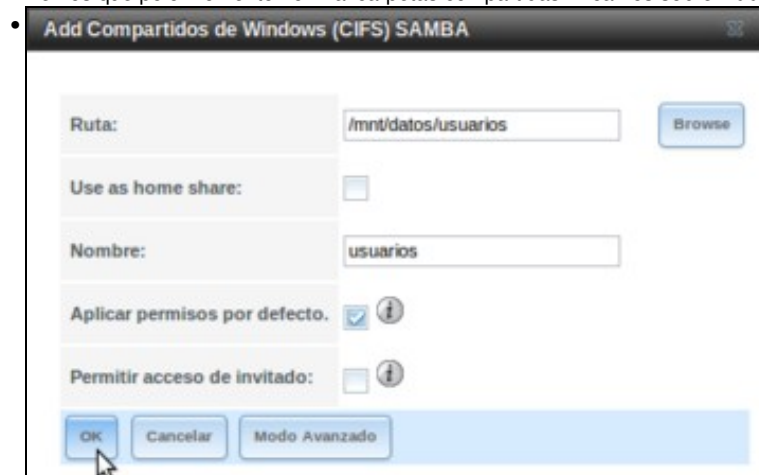 Add Compartidos de Windows (CIFS) SAMBA
Ruta: /mnt/datos/usuarios Browse
Use as home share:
Nombre: usuarios
Aplicar permisos por defecto.
Permitir acceso de invitado:
OK Cancelar Modo Avanzado